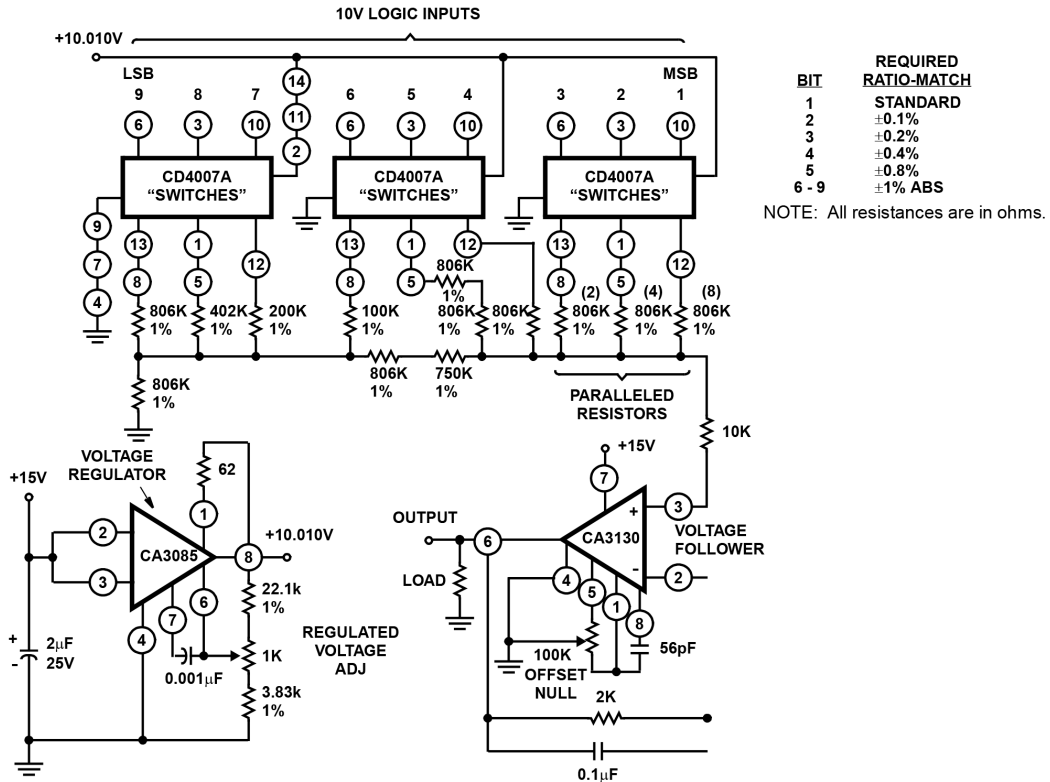 10V LOGIC INPUTS
+10.010V
LSB
MSB
9 8 7 6 5 4 3 2 1
14
11
2
6 3 10 6 3 10 6 3 10
CD4007A
“SWITCHES”
CD4007A
“SWITCHES”
CD4007A
“SWITCHES”
9
7
4
13 1 12
8 5
13 1 12
8 5
13 1 12
8 5
806K
1%
402K
1%
200K
1%
100K
1%
806K
1%
806K
1%
806K
1%
(2)
806K
1%
(4)
806K
1%
(8)
806K
1%
806K
1%
750K
1%
806K
1%
PARALLELED
RESISTORS
10K
BIT
REQUIRED
RATIO-MATCH
1 STANDARD
2 ±0.1%
3 ±0.2%
4 ±0.4%
5 ±0.8%
6 - 9 ±1% ABS
NOTE: All resistances are in ohms.
VOLTAGE
REGULATOR
+15V
62
1
2
3
CA3085
8
+10.010V
6
7
4
22.1k
1%
1K
3.83k
1%
0.001µF
+
-
2µF
25V
REGULATED
VOLTAGE
ADJ
+15V
7
3
+
CA3130
-
2
VOLTAGE
FOLLOWER
OUTPUT
6
LOAD
4
5
1
8
56pF
100K
OFFSET
NULL
2K
0.1µF